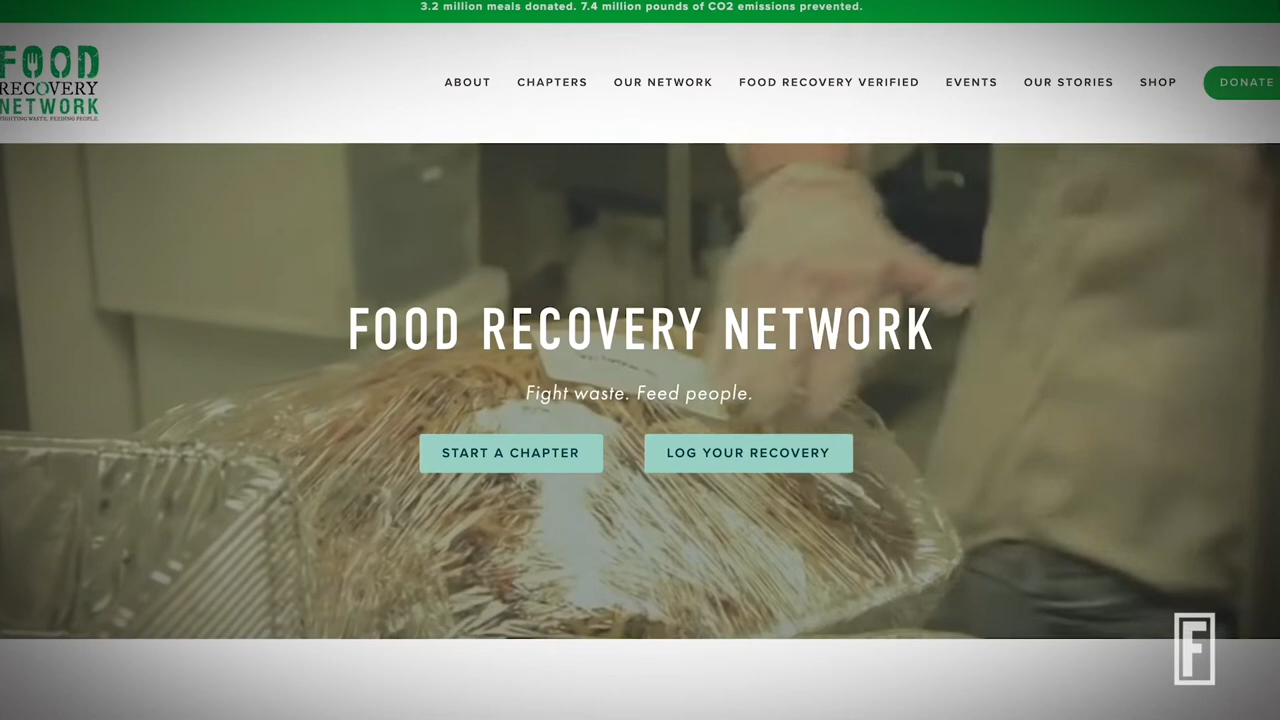 3.2 million meals donated. 7.4 million pounds of CO2 emissions prevented.
FOOD
RECOVERY
NETWORK
FIGHTING WASTE. FEEDING PEOPLE.
ABOUT CHAPTERS OUR NETWORK FOOD RECOVERY VERIFIED EVENTS OUR STORIES SHOP DONATE
FOOD RECOVERY NETWORK
Fight waste. Feed people.
START A CHAPTER LOG YOUR RECOVERY
F